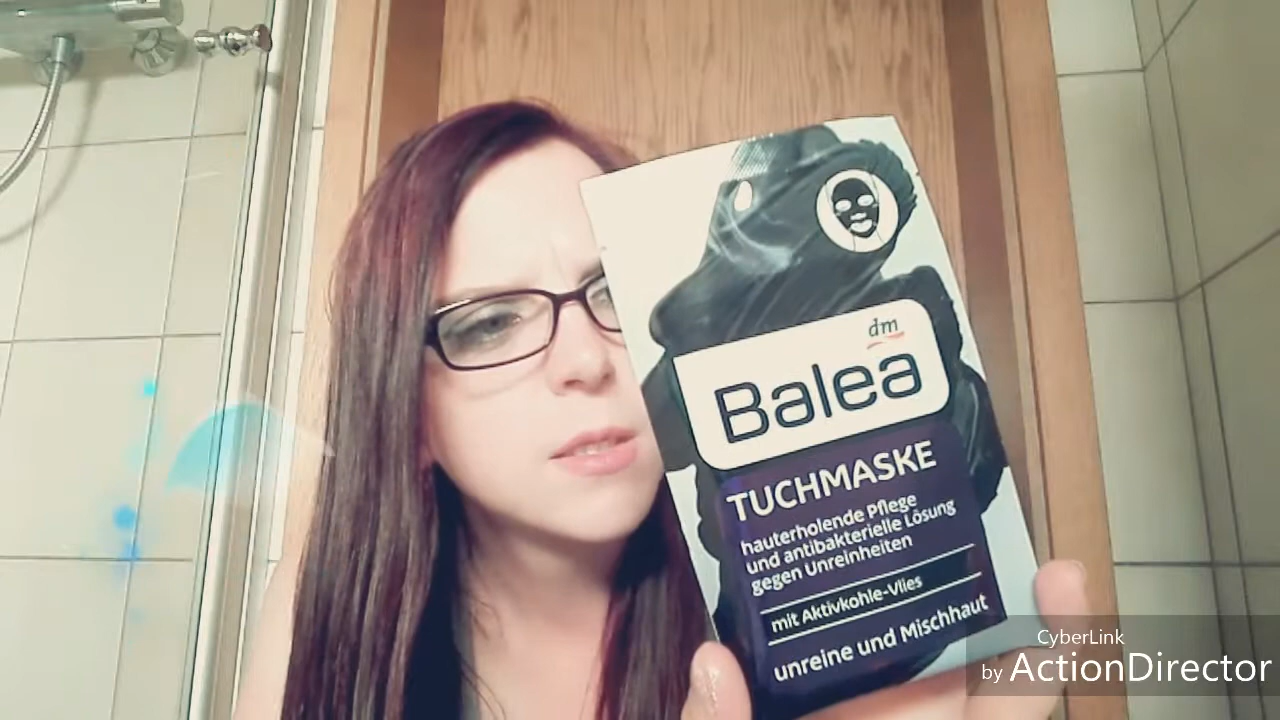 dm
Balea
TUCHMASKE
hauterholende Pflege
und antibakterielle Lösung
gegen Unreinheiten
mit Aktivkohle-Vlies
unreine und Mischhaut
CyberLink
by ActionDirector